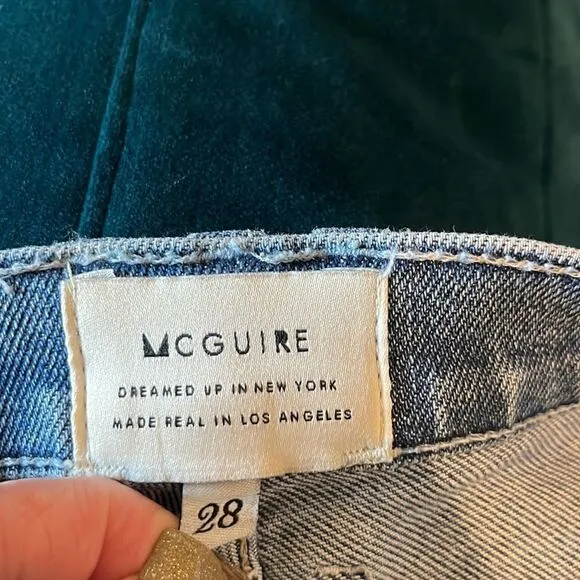 MCGUIRE
DREAMED UP IN NEW YORK
MADE REAL IN LOS ANGELES
28